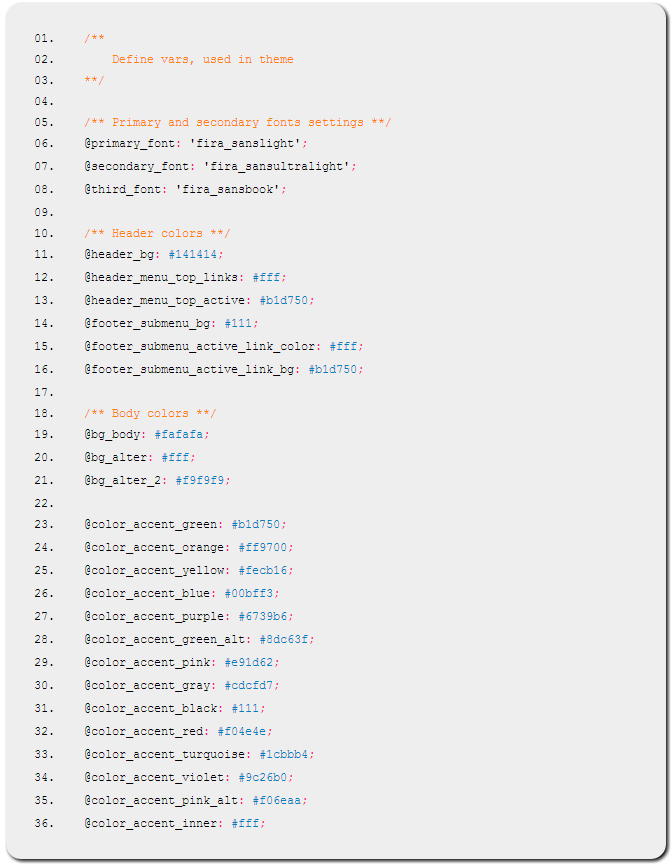 01. /**
02. Define vars, used in theme
03. **/
04.
05. /** Primary and secondary fonts settings **/
06. @primary_font: 'fira_sanslight';
07. @secondary_font: 'fira_sansultralight';
08. @third_font: 'fira_sansbook';
09.
10. /** Header colors **/
11. @header_bg: #141414;
12. @header_menu_top_links: #fff;
13. @header_menu_top_active: #b1d750;
14. @footer_submenu_bg: #111;
15. @footer_submenu_active_link_color: #fff;
16. @footer_submenu_active_link_bg: #b1d750;
17.
18. /** Body colors **/
19. @bg_body: #fafafa;
20. @bg_alter: #fff;
21. @bg_alter_2: #f9f9f9;
22.
23. @color_accent_green: #b1d750;
24. @color_accent_orange: #ff9700;
25. @color_accent_yellow: #fecb16;
26. @color_accent_blue: #00bff3;
27. @color_accent_purple: #6739b6;
28. @color_accent_green_alt: #8dc63f;
29. @color_accent_pink: #e91d62;
30. @color_accent_gray: #cdcfd7;
31. @color_accent_black: #111;
32. @color_accent_red: #f04e4e;
33. @color_accent_turquoise: #1cbbb4;
34. @color_accent_violet: #9c26b0;
35. @color_accent_pink_alt: #f06eaa;
36. @color_accent_inner: #fff;